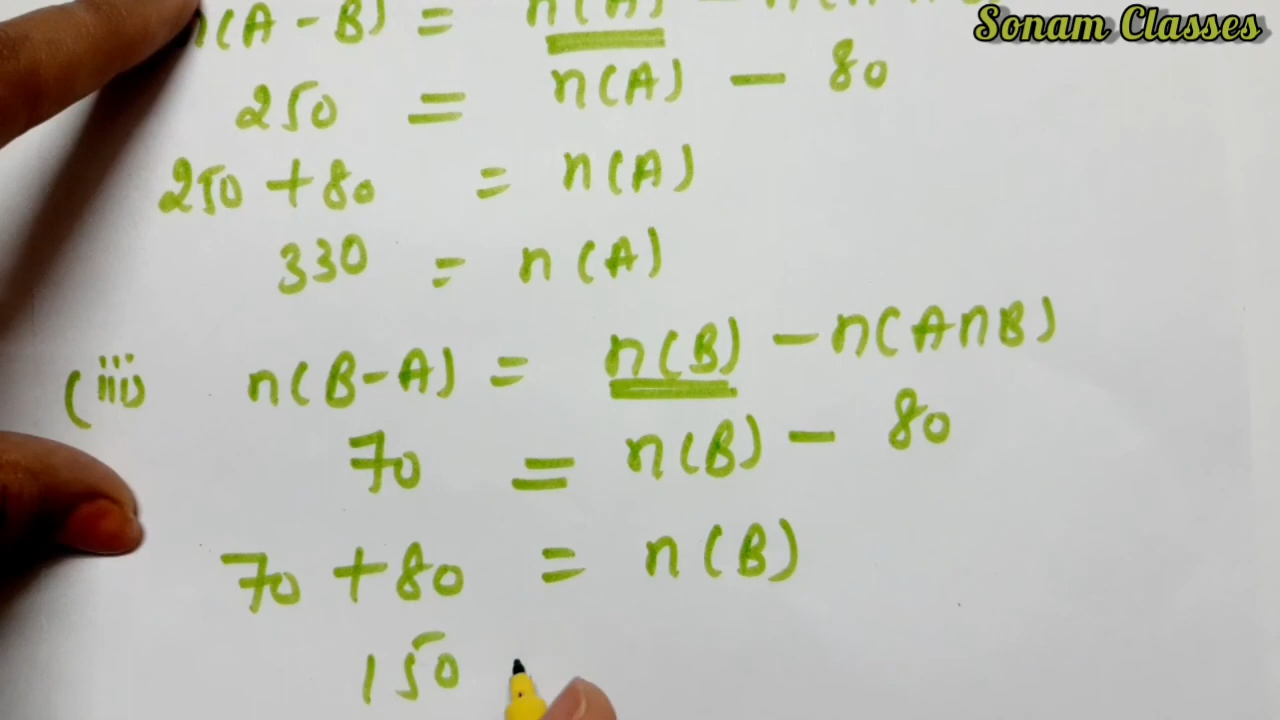 Sonam Classes
n(A - B) = n(A) -
250 = n(A) - 80
250 + 80 = n(A)
330 = n(A)
(iii) n(B-A) = n(B) - n(A∩B)
70 = n(B) - 80
70 + 80 = n(B)
150